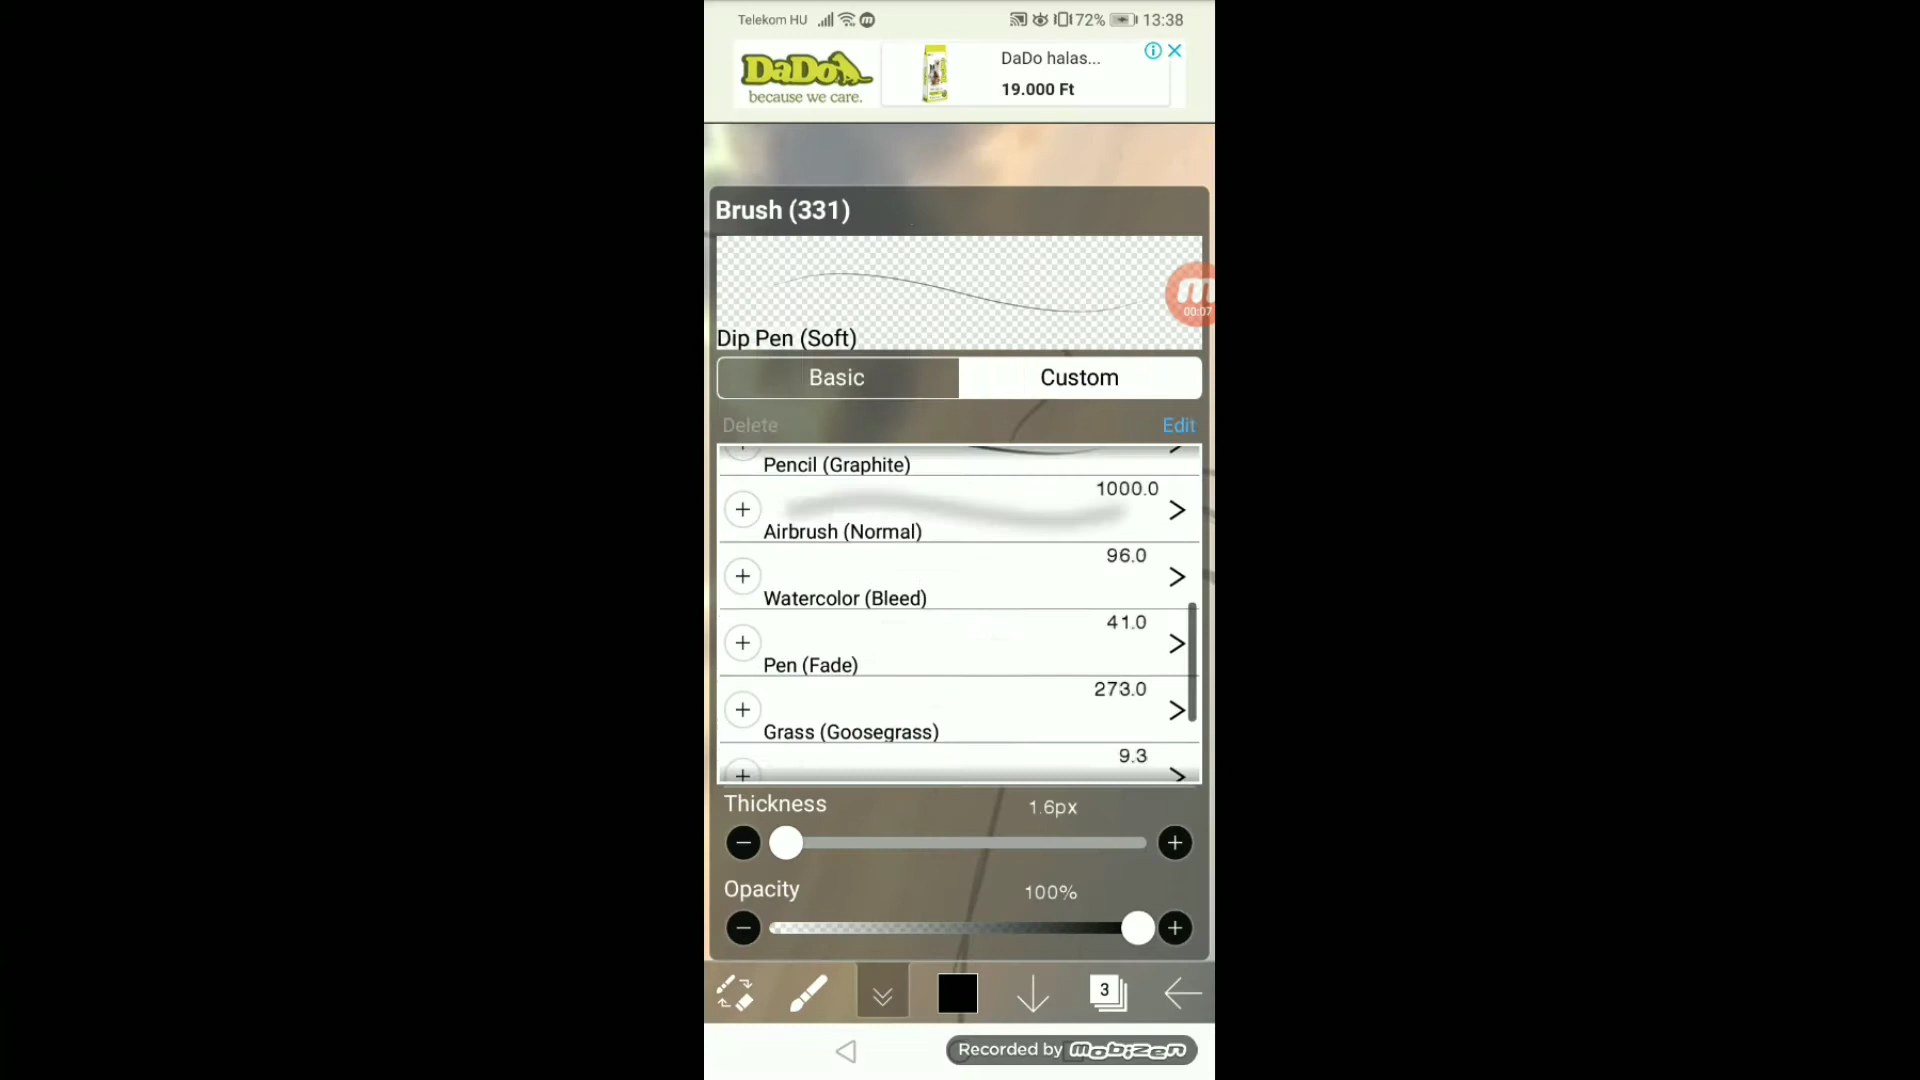 Telekom HU 72% 13:38
DaDo
because we care.
DaDo halas...
19.000 Ft
Brush (331)
00:07
Dip Pen (Soft)
Basic Custom
Delete Edit
Pencil (Graphite)
1000.0
Airbrush (Normal)
96.0
Watercolor (Bleed)
41.0
Pen (Fade)
273.0
Grass (Goosegrass)
9.3
Thickness 1.6px
Opacity 100%
3
Recorded by mobizen